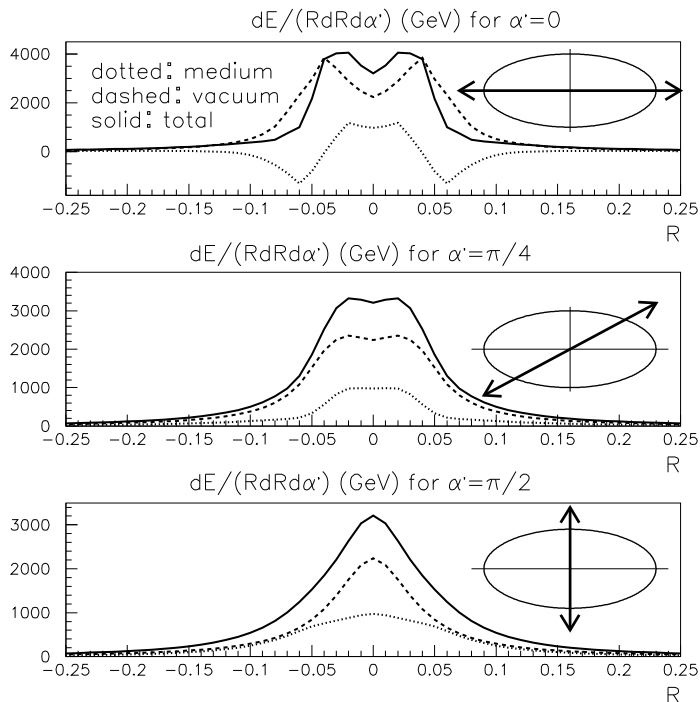 dE/(RdRdα') (GeV) for α'=0
4000
2000
0
dotted: medium
dashed: vacuum
solid: total
−0.25 −0.2 −0.15 −0.1 −0.05 0 0.05 0.1 0.15 0.2 0.25
R
dE/(RdRdα') (GeV) for α'=π/4
4000
3000
2000
1000
0
−0.25 −0.2 −0.15 −0.1 −0.05 0 0.05 0.1 0.15 0.2 0.25
R
dE/(RdRdα') (GeV) for α'=π/2
3000
2000
1000
0
−0.25 −0.2 −0.15 −0.1 −0.05 0 0.05 0.1 0.15 0.2 0.25
R